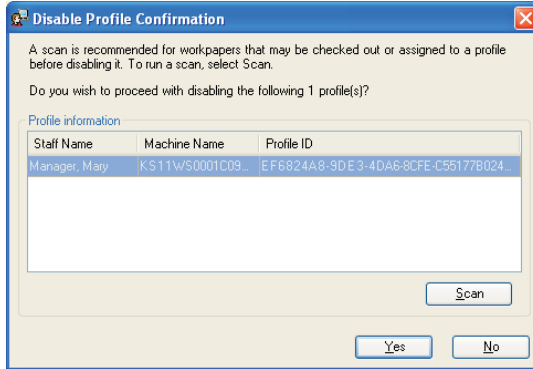 Disable Profile Confirmation
A scan is recommended for workpapers that may be checked out or assigned to a profile
before disabling it. To run a scan, select Scan.
Do you wish to proceed with disabling the following 1 profile(s)?
Profile information
Staff Name Machine Name Profile ID
Manager, Mary KS11WS0001C09... EF6824A8-9DE3-4DA6-8CFE-C55177B024...
Scan
Yes No